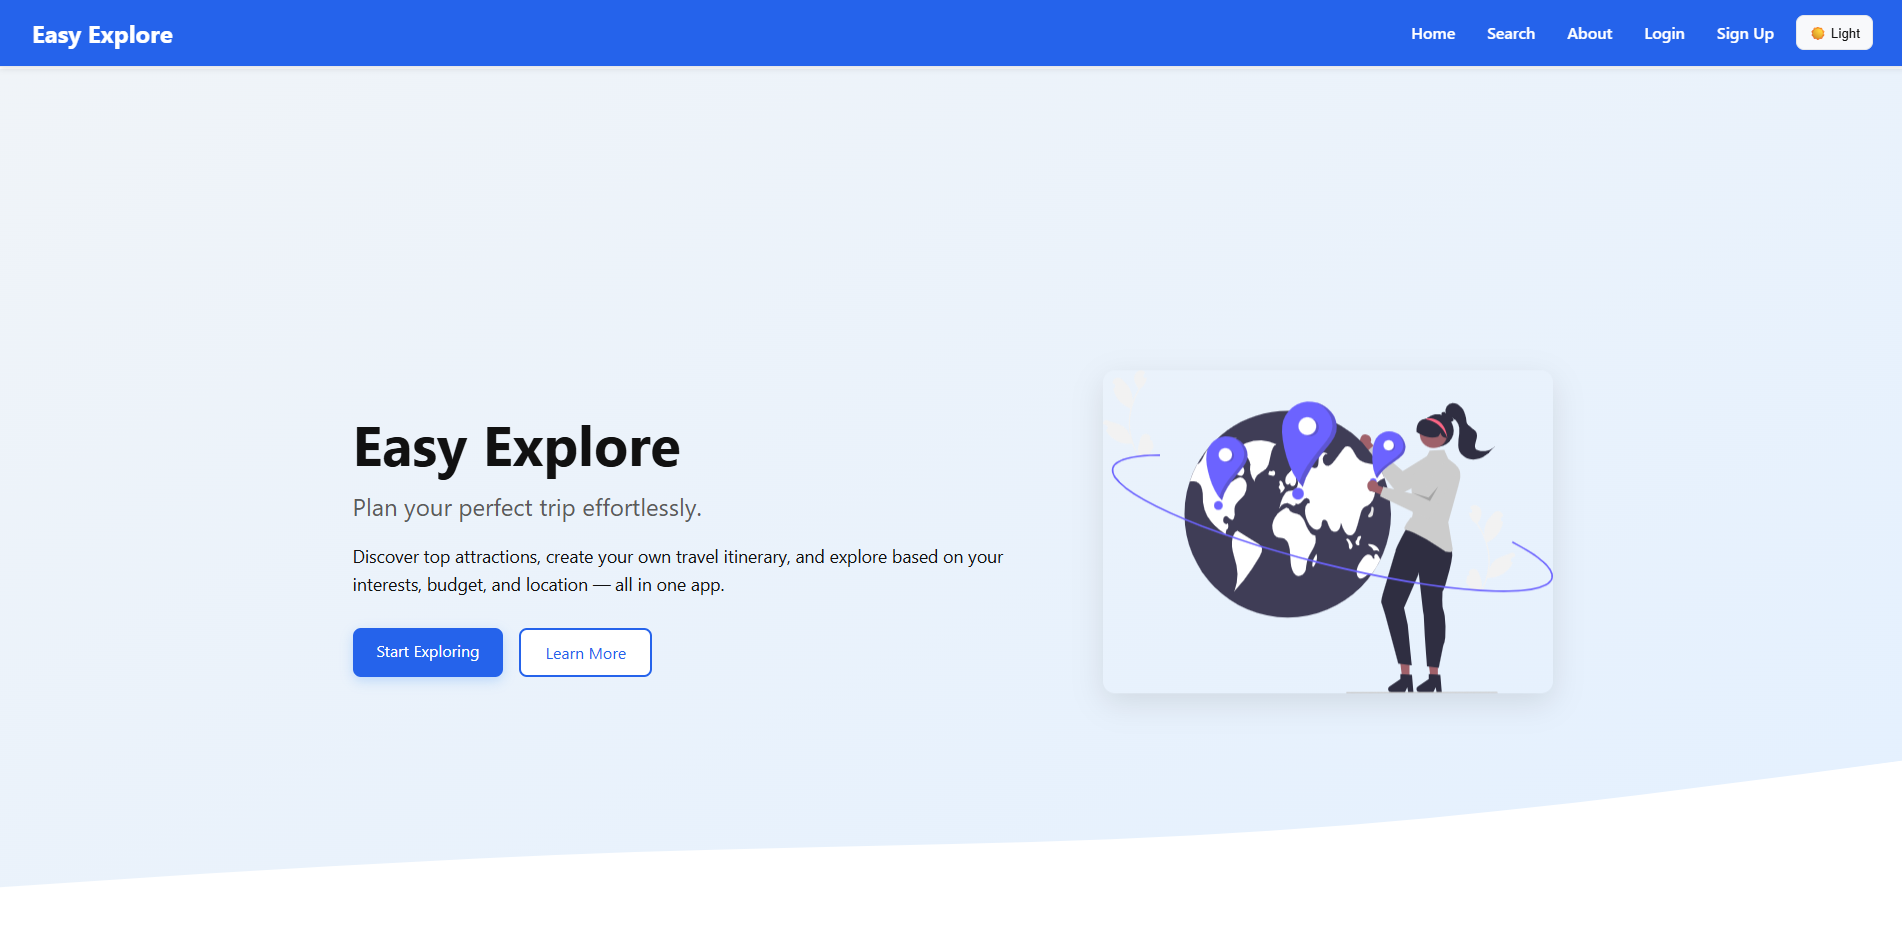 Easy Explore
Home
Search
About
Login
Sign Up
Light
Easy Explore
Plan your perfect trip effortlessly.
Discover top attractions, create your own travel itinerary, and explore based on your
interests, budget, and location — all in one app.
Start Exploring
Learn More